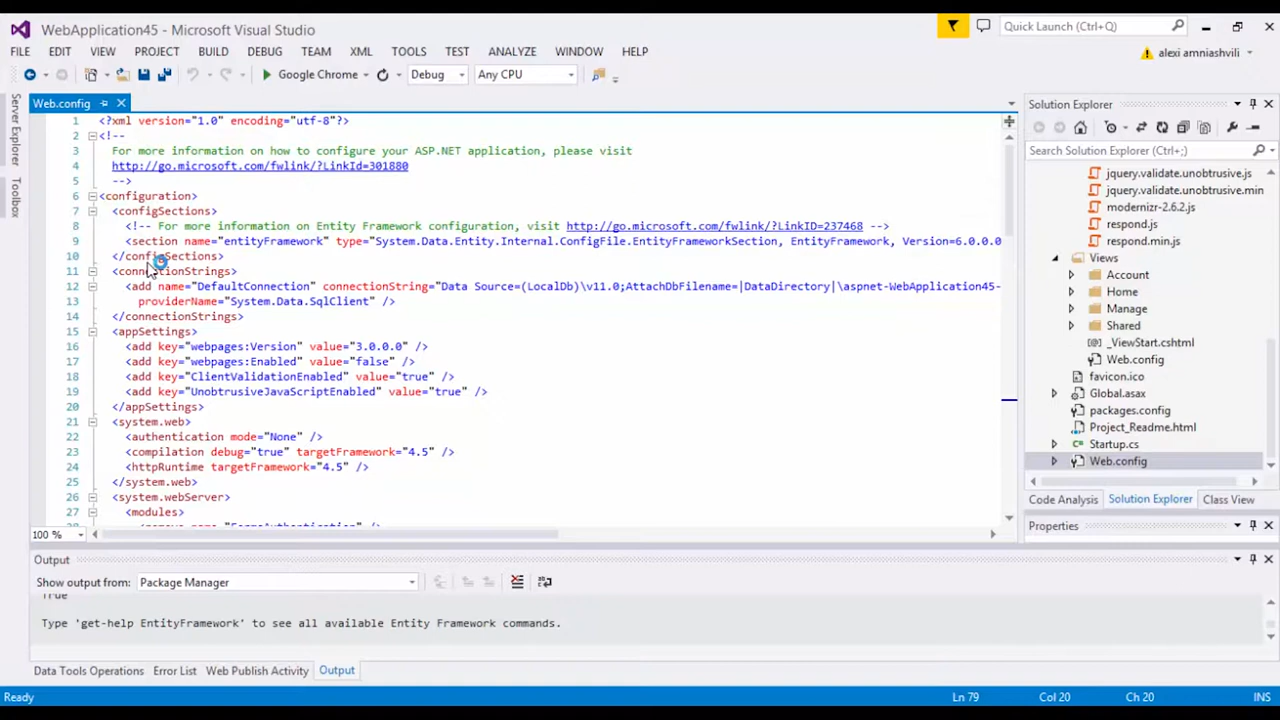 WebApplication45 - Microsoft Visual Studio
Quick Launch (Ctrl+Q)
FILE EDIT VIEW PROJECT BUILD DEBUG TEAM XML TOOLS TEST ANALYZE WINDOW HELP
alexi amniashvili
Google Chrome Debug Any CPU
Server Explorer
Toolbox
Web.config
1 <?xml version="1.0" encoding="utf-8"?>
2 <!--
3 For more information on how to configure your ASP.NET application, please visit
4 http://go.microsoft.com/fwlink/?LinkId=301880
5 -->
6 <configuration>
7 <configSections>
8 <!-- For more information on Entity Framework configuration, visit http://go.microsoft.com/fwlink/?LinkID=237468 -->
9 <section name="entityFramework" type="System.Data.Entity.Internal.ConfigFile.EntityFrameworkSection, EntityFramework, Version=6.0.0.0
10 </configSections>
11 <connectionStrings>
12 <add name="DefaultConnection" connectionString="Data Source=(LocalDb)\v11.0;AttachDbFilename=|DataDirectory|\aspnet-WebApplication45-
13 providerName="System.Data.SqlClient" />
14 </connectionStrings>
15 <appSettings>
16 <add key="webpages:Version" value="3.0.0.0" />
17 <add key="webpages:Enabled" value="false" />
18 <add key="ClientValidationEnabled" value="true" />
19 <add key="UnobtrusiveJavaScriptEnabled" value="true" />
20 </appSettings>
21 <system.web>
22 <authentication mode="None" />
23 <compilation debug="true" targetFramework="4.5" />
24 <httpRuntime targetFramework="4.5" />
25 </system.web>
26 <system.webServer>
27 <modules>
100 %
Solution Explorer
Search Solution Explorer (Ctrl+;)
jquery.validate.unobtrusive.js
jquery.validate.unobtrusive.min
modernizr-2.6.2.js
respond.js
respond.min.js
Views
Account
Home
Manage
Shared
_ViewStart.cshtml
Web.config
favicon.ico
Global.asax
packages.config
Project_Readme.html
Startup.cs
Web.config
Code Analysis Solution Explorer Class View
Properties
Output
Show output from: Package Manager
True
Type 'get-help EntityFramework' to see all available Entity Framework commands.
Data Tools Operations Error List Web Publish Activity Output
Ready Ln 79 Col 20 Ch 20 INS